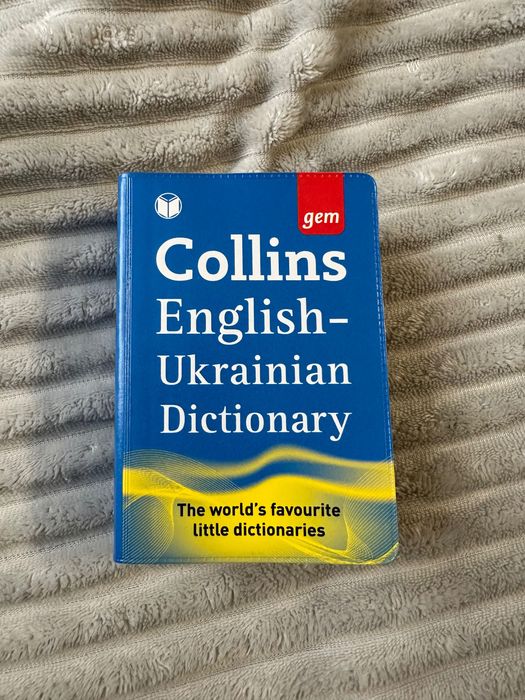 gem
Collins
English–
Ukrainian
Dictionary
The world's favourite
little dictionaries